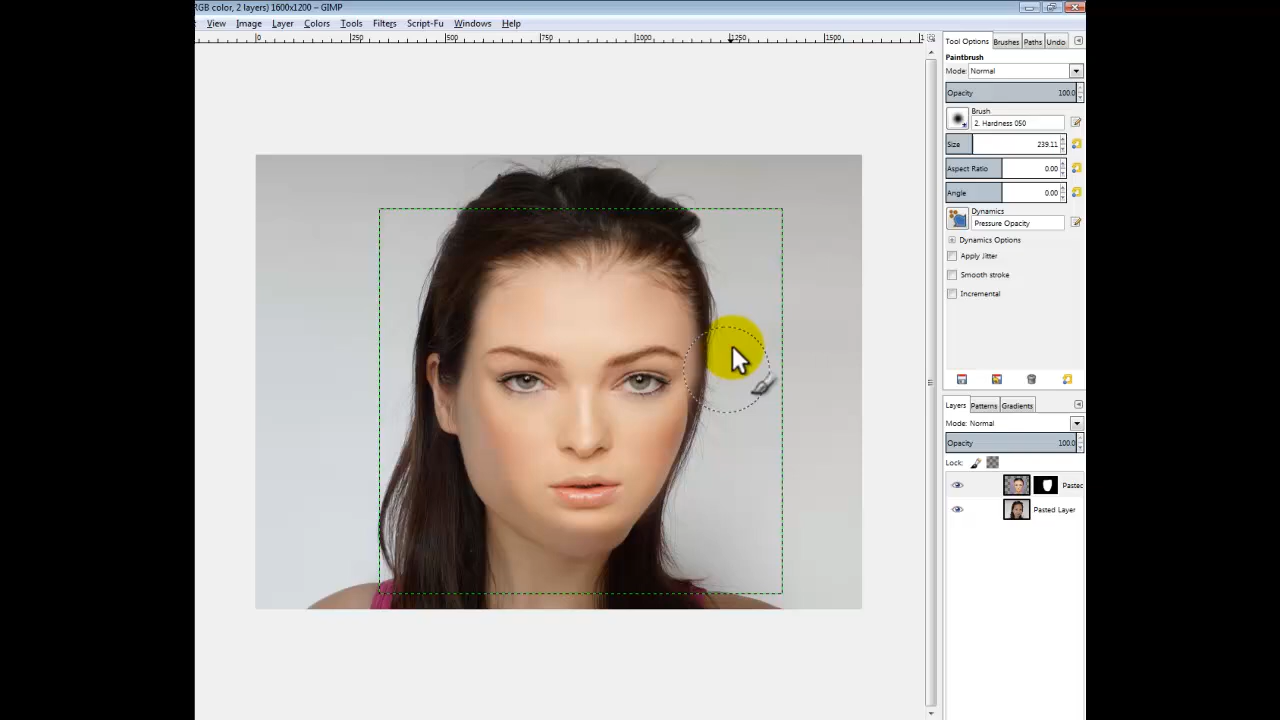 RGB color, 2 layers) 1600x1200 – GIMP
View Image Layer Colors Tools Filters Script-Fu Windows Help
0 250 500 750 1000 1250 1500
Tool Options Brushes Paths Undo
Paintbrush
Mode: Normal
Opacity 100.0
Brush
2. Hardness 050
Size 239.11
Aspect Ratio 0.00
Angle 0.00
Dynamics
Pressure Opacity
Dynamics Options
Apply Jitter
Smooth stroke
Incremental
Layers Patterns Gradients
Mode: Normal
Opacity 100.0
Lock:
Pasted
Pasted Layer